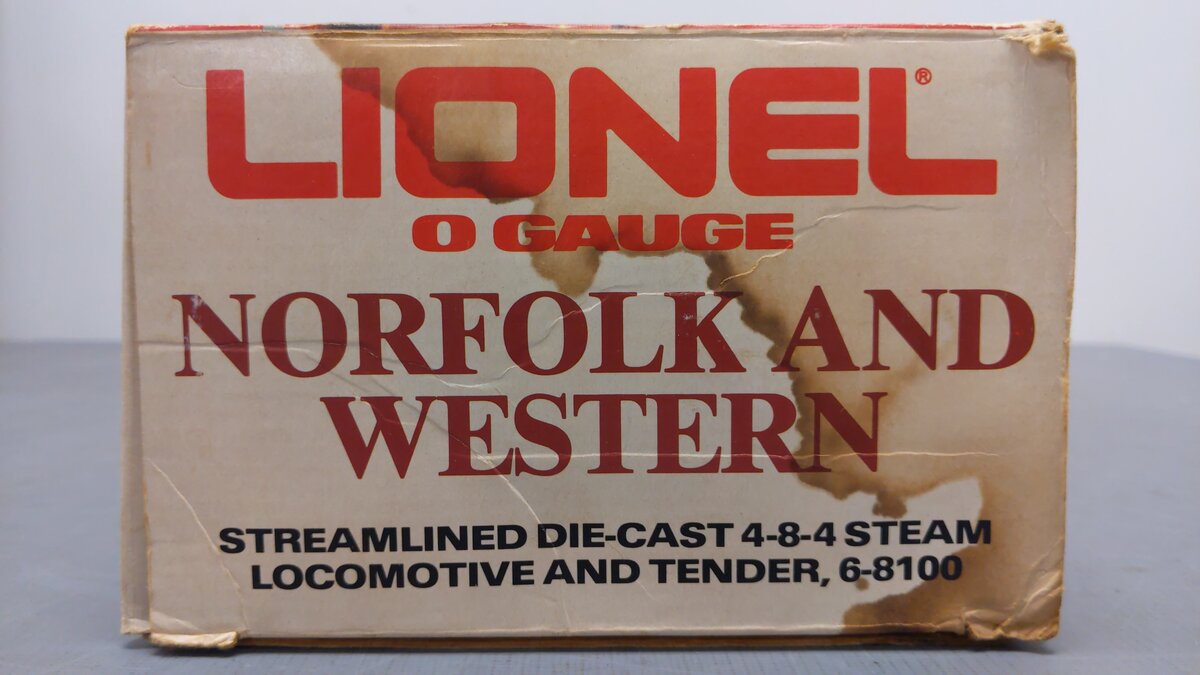 LIONEL®
O GAUGE
NORFOLK AND
WESTERN
STREAMLINED DIE-CAST 4-8-4 STEAM
LOCOMOTIVE AND TENDER, 6-8100